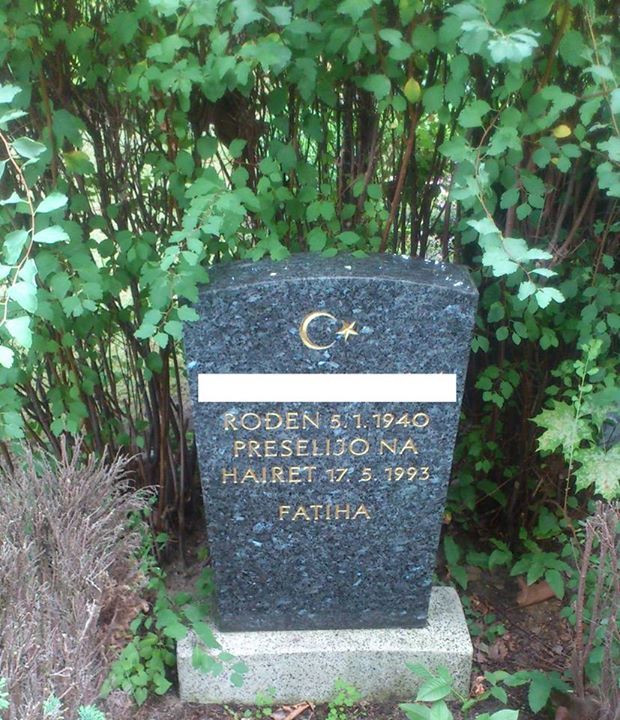 ROĐEN 5.1.1940
PRESELIJO NA
HAIRET 17.5.1993
FATIHA